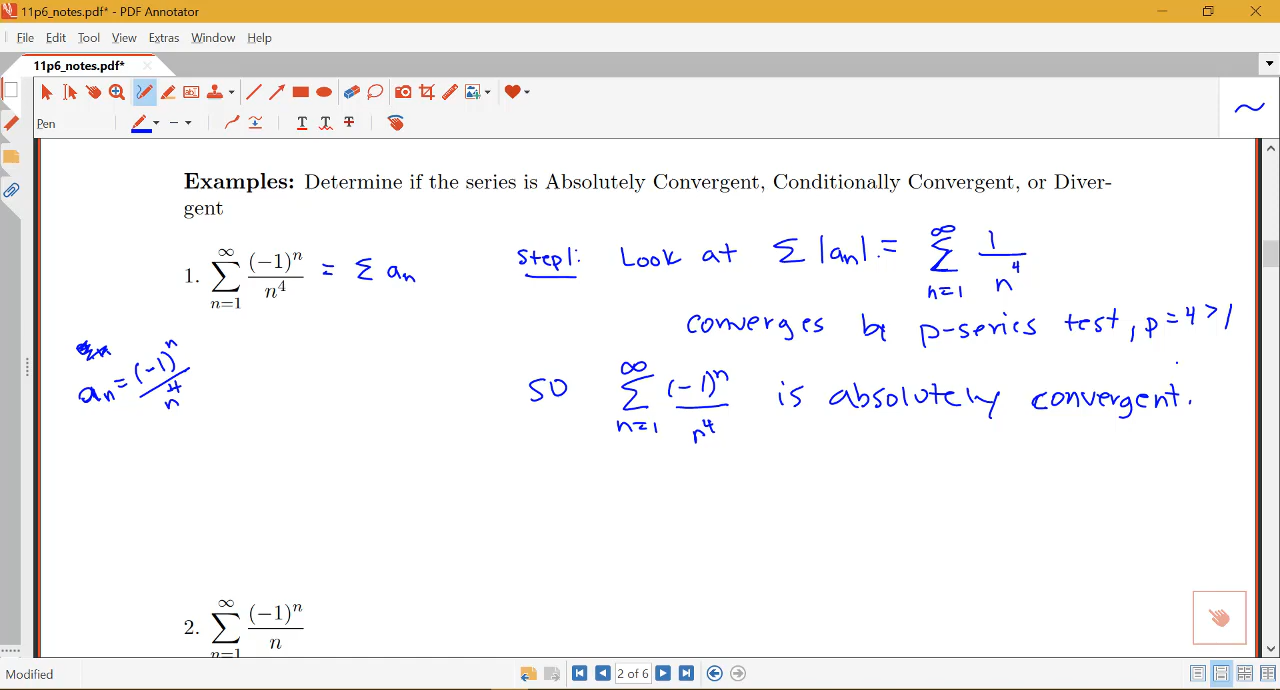 11p6_notes.pdf* - PDF Annotator
File Edit Tool View Extras Window Help
11p6_notes.pdf*
Pen
Examples: Determine if the series is Absolutely Convergent, Conditionally Convergent, or Diver-
gent
1. ∑_{n=1}^{∞} (-1)^n / n^4 = Σ a_n
Step1: Look at Σ |a_n| = ∑_{n=1}^{∞} 1 / n^4
converges by p-series test, p = 4 > 1
a_n = (-1)^n / n^4
SO ∑_{n=1}^{∞} (-1)^n / n^4 is absolutely convergent.
2. ∑_{n=1}^{∞} (-1)^n / n
Modified
2 of 6